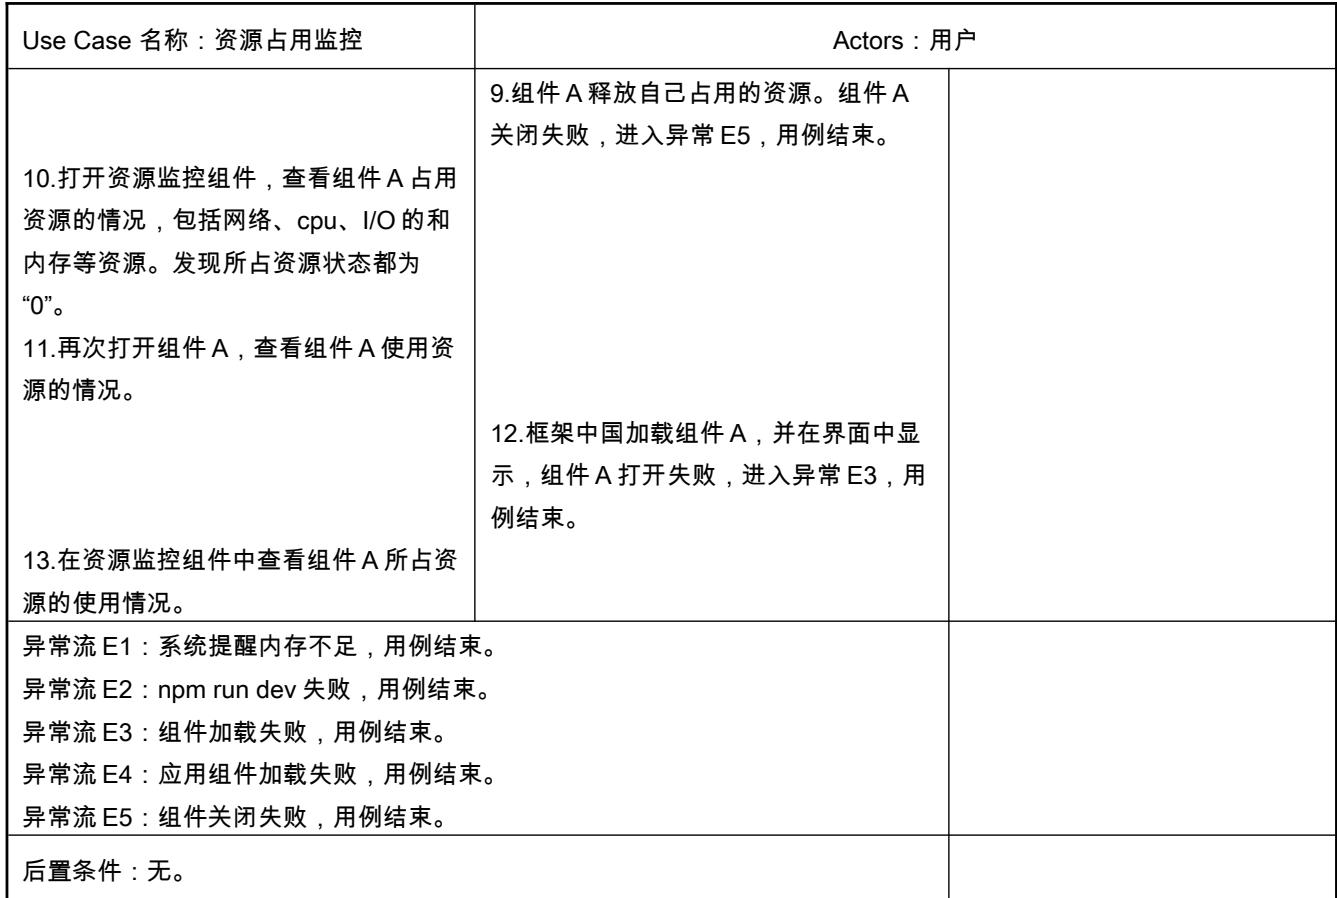 Use Case 名称：资源占用监控
Actors：用户
9.组件 A 释放自己占用的资源。组件 A
关闭失败，进入异常 E5，用例结束。
10.打开资源监控组件，查看组件 A 占用
资源的情况，包括网络、cpu、I/O 的和
内存等资源。发现所占资源状态都为
“0”。
11.再次打开组件 A，查看组件 A 使用资
源的情况。
12.框架中国加载组件 A，并在界面中显
示，组件 A 打开失败，进入异常 E3，用
例结束。
13.在资源监控组件中查看组件 A 所占资
源的使用情况。
异常流 E1：系统提醒内存不足，用例结束。
异常流 E2：npm run dev 失败，用例结束。
异常流 E3：组件加载失败，用例结束。
异常流 E4：应用组件加载失败，用例结束。
异常流 E5：组件关闭失败，用例结束。
后置条件：无。